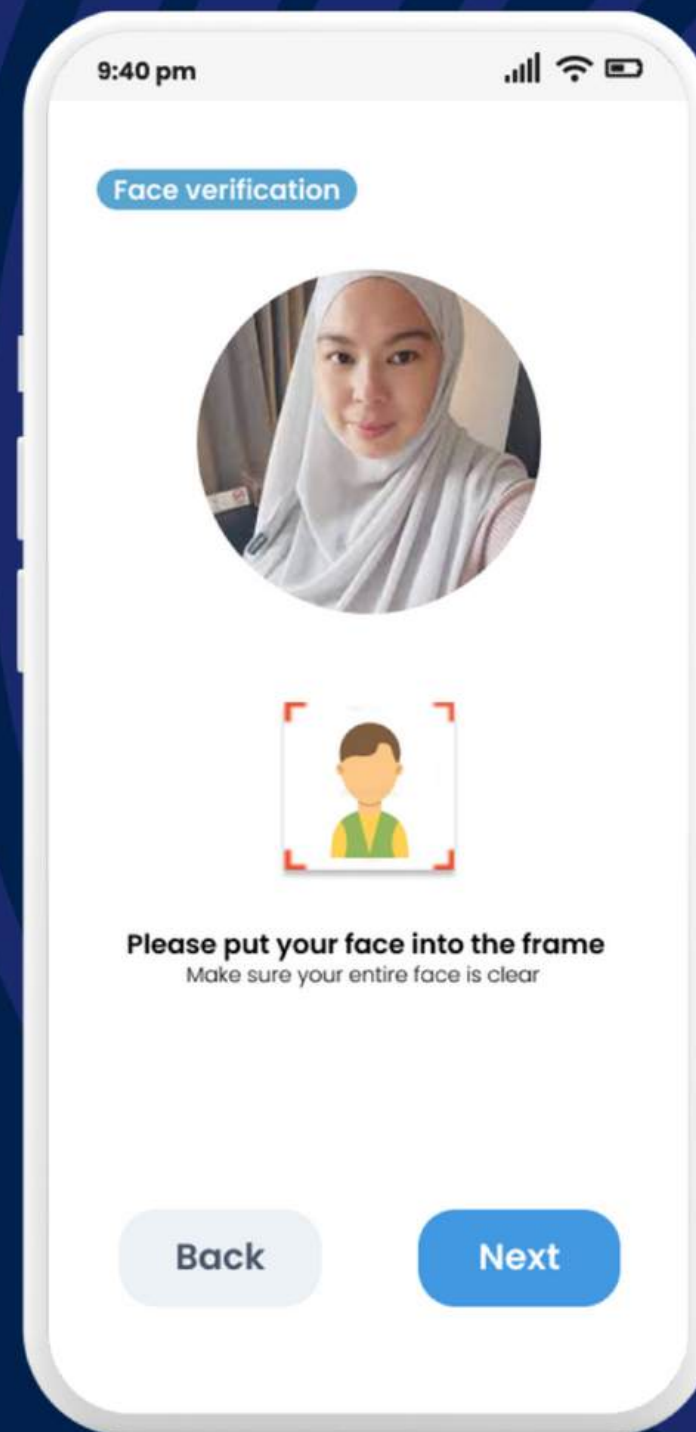 9:40 pm
Face verification
Please put your face into the frame
Make sure your entire face is clear
Back
Next